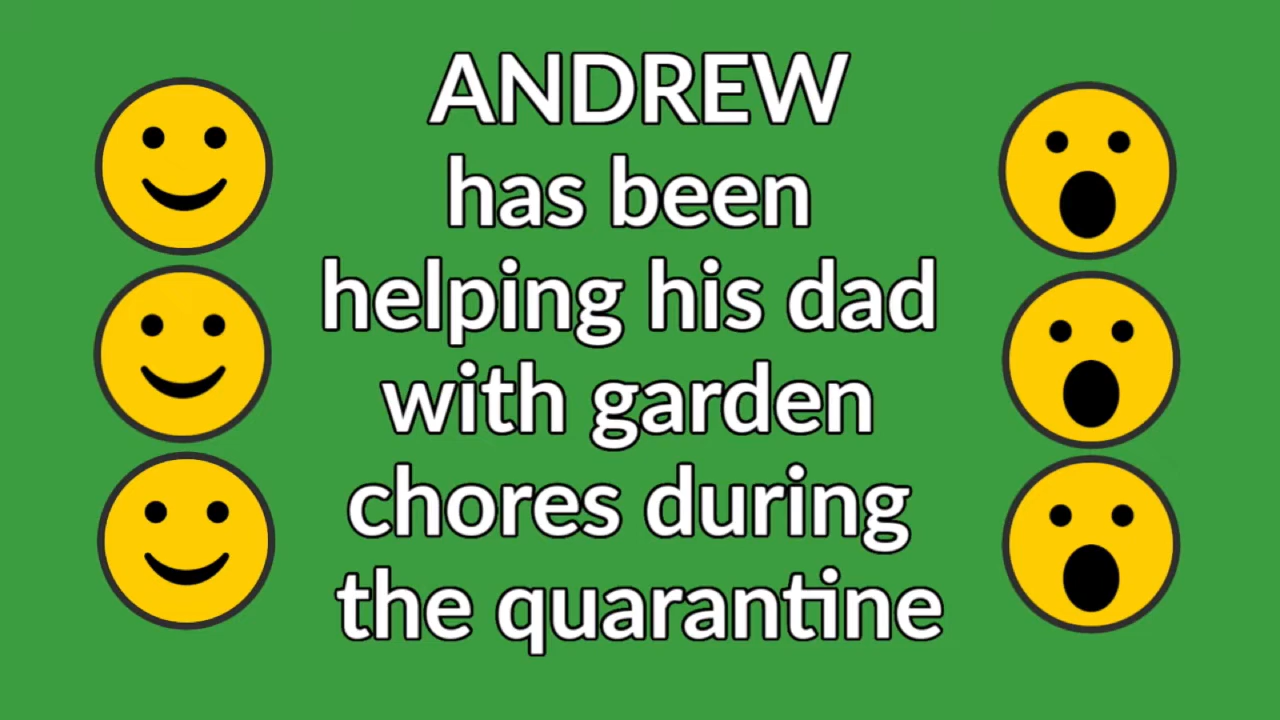 ANDREW
has been
helping his dad
with garden
chores during
the quarantine